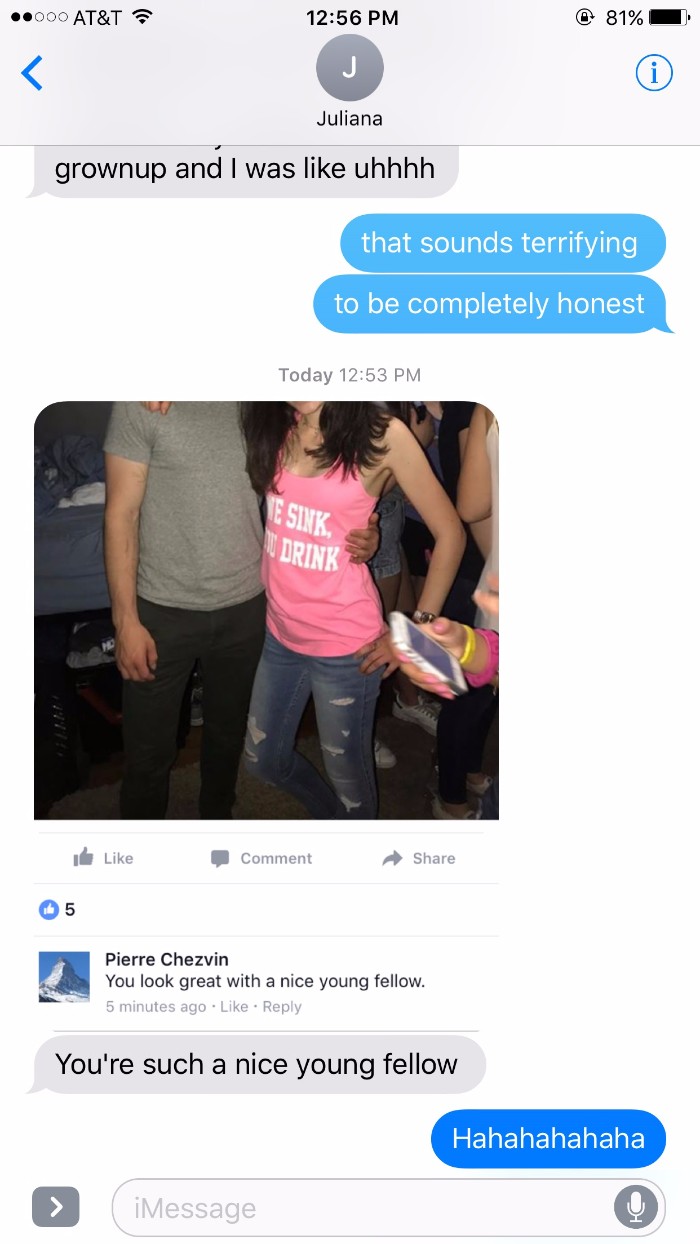 AT&T 12:56 PM 81%
J
Juliana
grownup and I was like uhhhh
that sounds terrifying
to be completely honest
Today 12:53 PM
SINK,
DRINK
Like Comment Share
5
Pierre Chezvin
You look great with a nice young fellow.
5 minutes ago · Like · Reply
You're such a nice young fellow
Hahahahahaha
iMessage